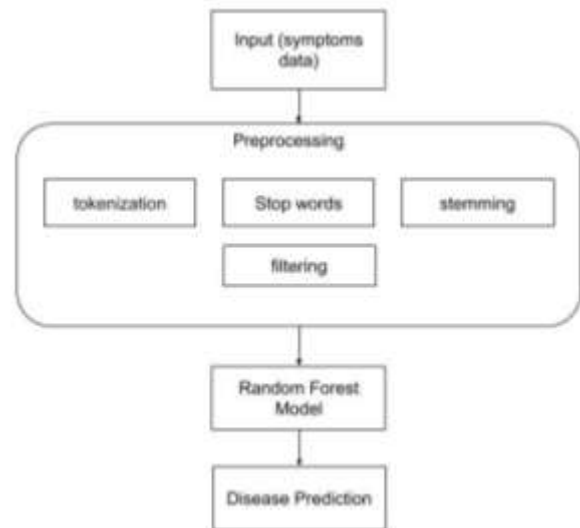 Input (symptoms
data)
Preprocessing
tokenization
Stop words
stemming
filtering
Random Forest
Model
Disease Prediction